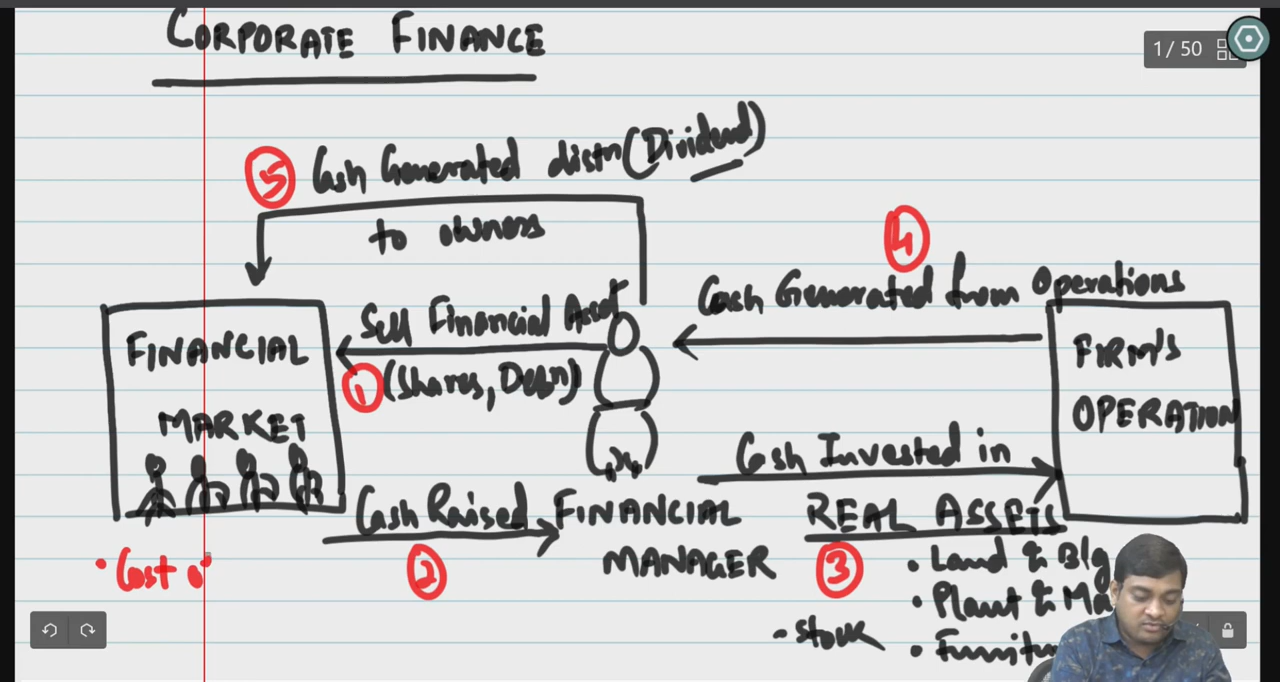 CORPORATE FINANCE
1 / 50
5 Cash Generated distn (Dividend)
to owners
4
Cash Generated from Operations
Sell Financial Asset
1 (Shares, Debn)
FINANCIAL
MARKET
FIRM'S
OPERATION
Cash Invested in
REAL ASSETS
3
Cash Raised
2
FINANCIAL
MANAGER
• Land & Blg
• Plant & Ma
• Furnitu
- Stock
• Cost o